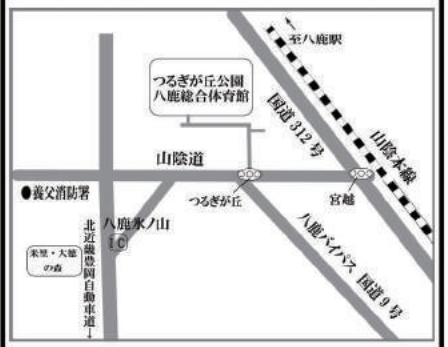 至八鹿駅
つるぎが丘公園
八鹿総合体育館
国道312号
山陰本線
山陰道
●養父消防署
つるぎが丘
宮越
八鹿氷ノ山
IC
米里・大徳
の森
北近畿豊岡自動車道→
八鹿バイパス 国道9号